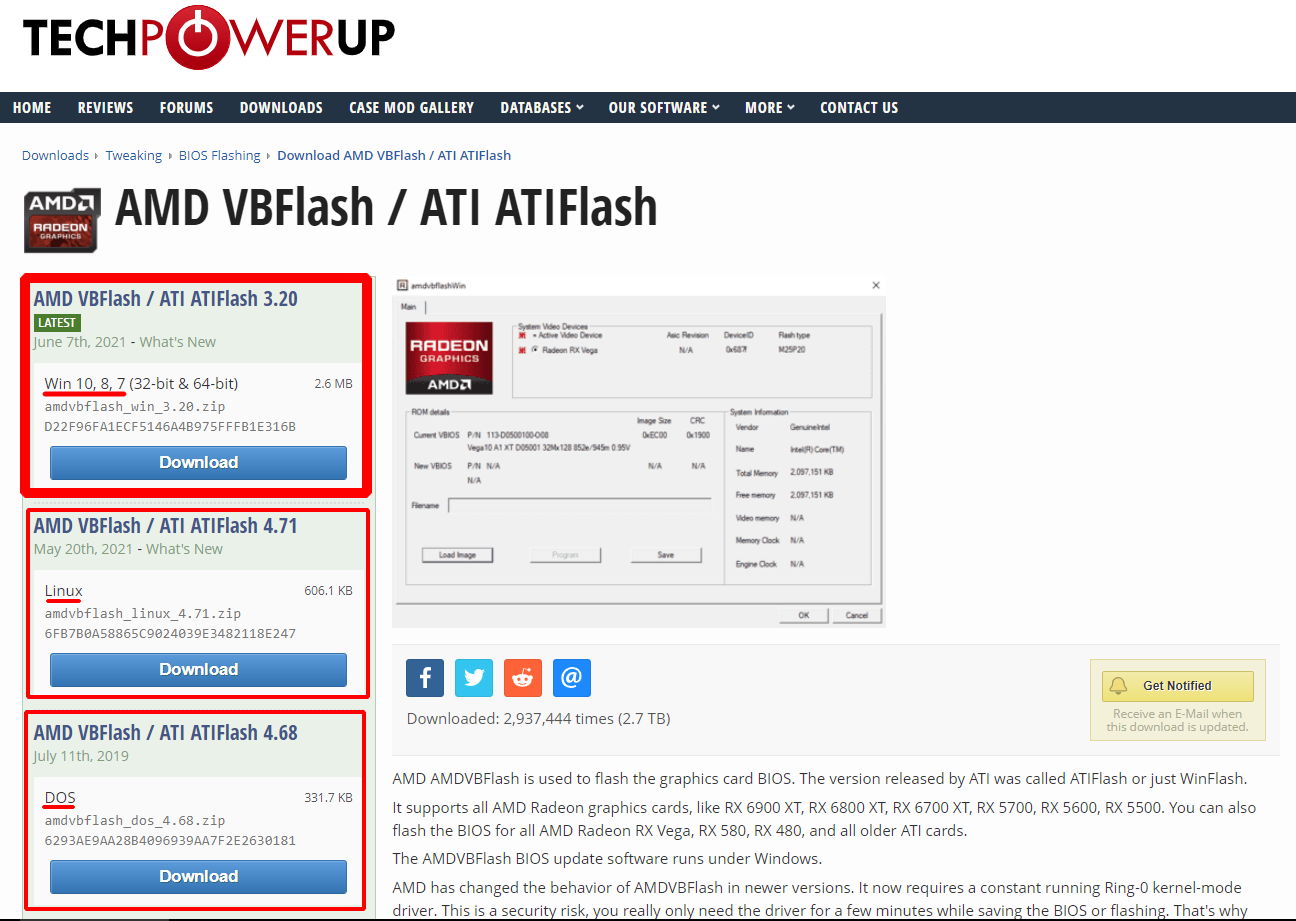 TECHPOWERUP
HOME REVIEWS FORUMS DOWNLOADS CASE MOD GALLERY DATABASES OUR SOFTWARE MORE CONTACT US
Downloads › Tweaking › BIOS Flashing › Download AMD VBFlash / ATI ATIFlash
AMD RADEON GRAPHICS
AMD VBFlash / ATI ATIFlash
AMD VBFlash / ATI ATIFlash 3.20
LATEST
June 7th, 2021 - What's New
Win 10, 8, 7 (32-bit & 64-bit) 2.6 MB
amdvbflash_win_3.20.zip
D22F96FA1ECF5146A4B975FFFB1E316B
Download
AMD VBFlash / ATI ATIFlash 4.71
May 20th, 2021 - What's New
Linux 606.1 KB
amdvbflash_linux_4.71.zip
6FB7B0A58865C9024039E3482118E247
Download
AMD VBFlash / ATI ATIFlash 4.68
July 11th, 2019
DOS 331.7 KB
amdvbflash_dos_4.68.zip
6293AE9AA28B4096939AA7F2E2630181
Download
amdvbflashWin
Main
RADEON
GRAPHICS
AMD
System Video Devices
= Active Video Device Asic Revision DeviceID Flash type
Radeon RX Vega N/A 0x687f M25P20
ROM details
Image Size CRC
Current VBIOS P/N 113-D0500100-O08 0xEC00 0x1900
Vega10 A1 XT D05001 32Mx128 852e/945m 0.95V
New VBIOS P/N N/A N/A N/A
N/A
Filename
Load Image Program Save
System Information
Vendor GenuineIntel
Name Intel(R) Core(TM)
Total Memory 2,097,151 KB
Free memory 2,097,151 KB
Video memory N/A
Memory Clock N/A
Engine Clock N/A
OK Cancel
f @
Downloaded: 2,937,444 times (2.7 TB)
Get Notified
Receive an E-Mail when
this download is updated.
AMD AMDVBFlash is used to flash the graphics card BIOS. The version released by ATI was called ATIFlash or just WinFlash.
It supports all AMD Radeon graphics cards, like RX 6900 XT, RX 6800 XT, RX 6700 XT, RX 5700, RX 5600, RX 5500. You can also
flash the BIOS for all AMD Radeon RX Vega, RX 580, RX 480, and all older ATI cards.
The AMDVBFlash BIOS update software runs under Windows.
AMD has changed the behavior of AMDVBFlash in newer versions. It now requires a constant running Ring-0 kernel-mode
driver. This is a security risk, you really only need the driver for a few minutes while saving the BIOS or flashing. That's why